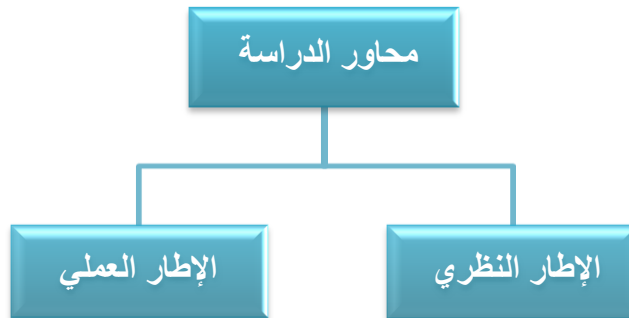 محاور الدراسة
الإطار النظري
الإطار العملي